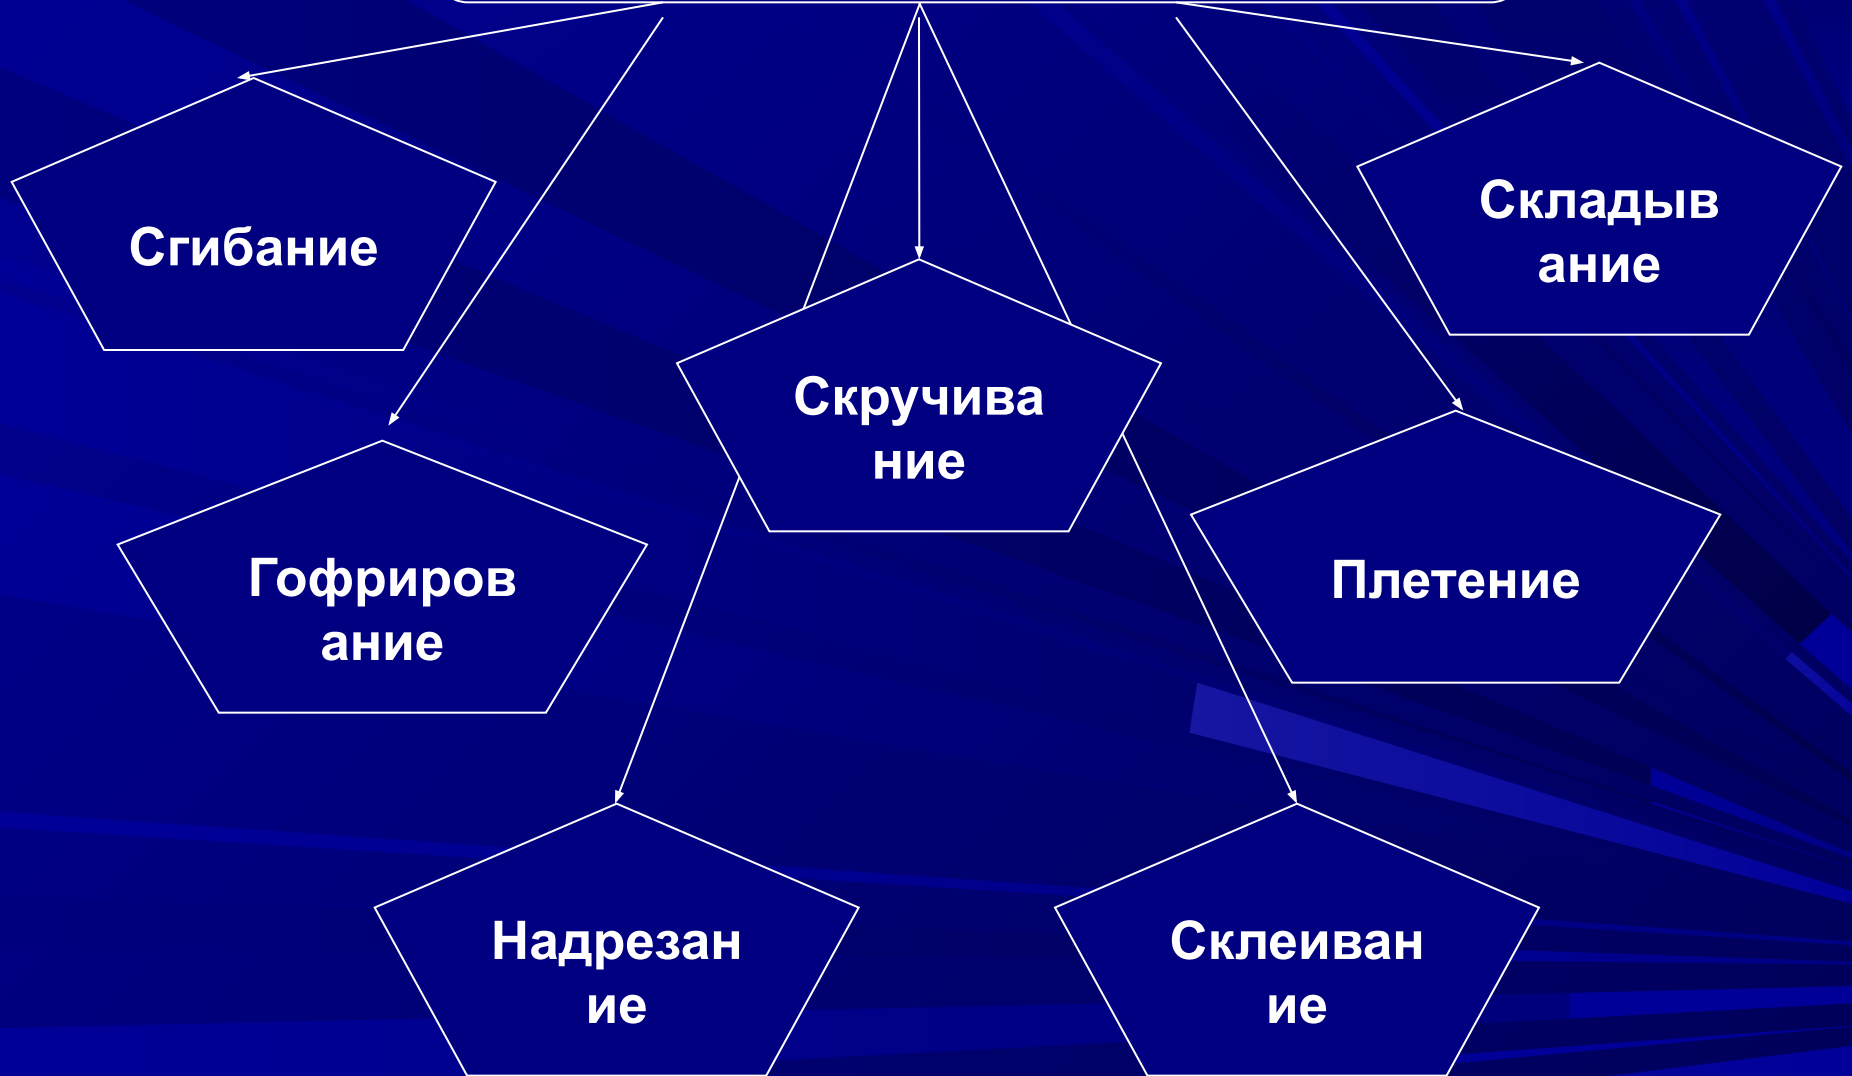 Сгибание
Складыв
ание
Скручива
ние
Гофриров
ание
Плетение
Надрезан
ие
Склеиван
ие